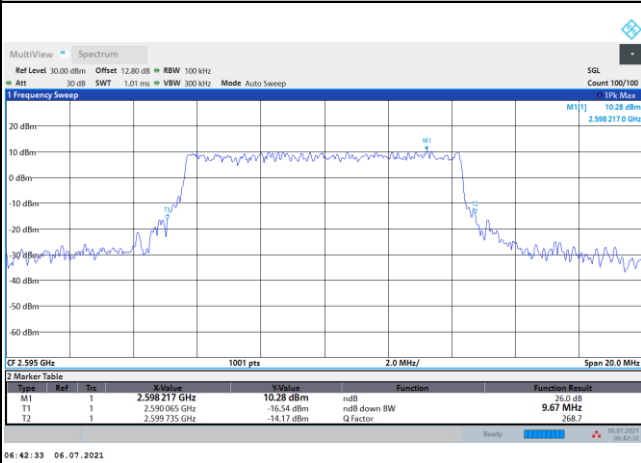 MultiView Spectrum
Ref Level 30.00 dBm Offset 12.80 dB RBW 100 kHz SGL
Att 30 dB SWT 1.01 ms VBW 300 kHz Mode Auto Sweep Count 100/100
1 Frequency Sweep 1Pk Max
M1[1] 10.28 dBm
2.598 217 0 GHz
20 dBm
M1
10 dBm
0 dBm
-10 dBm
T1
T2
-20 dBm
-30 dBm
-40 dBm
-50 dBm
-60 dBm
CF 2.595 GHz 1001 pts 2.0 MHz/ Span 20.0 MHz
2 Marker Table
Type Ref Trc X-Value Y-Value Function Function Result
M1 1 2.598 217 GHz 10.28 dBm ndB 26.0 dB
T1 1 2.590 065 GHz -16.54 dBm ndB down BW 9.67 MHz
T2 1 2.599 735 GHz -14.17 dBm Q Factor 268.7
Ready 06.07.2021
06:42:32
06:42:33 06.07.2021